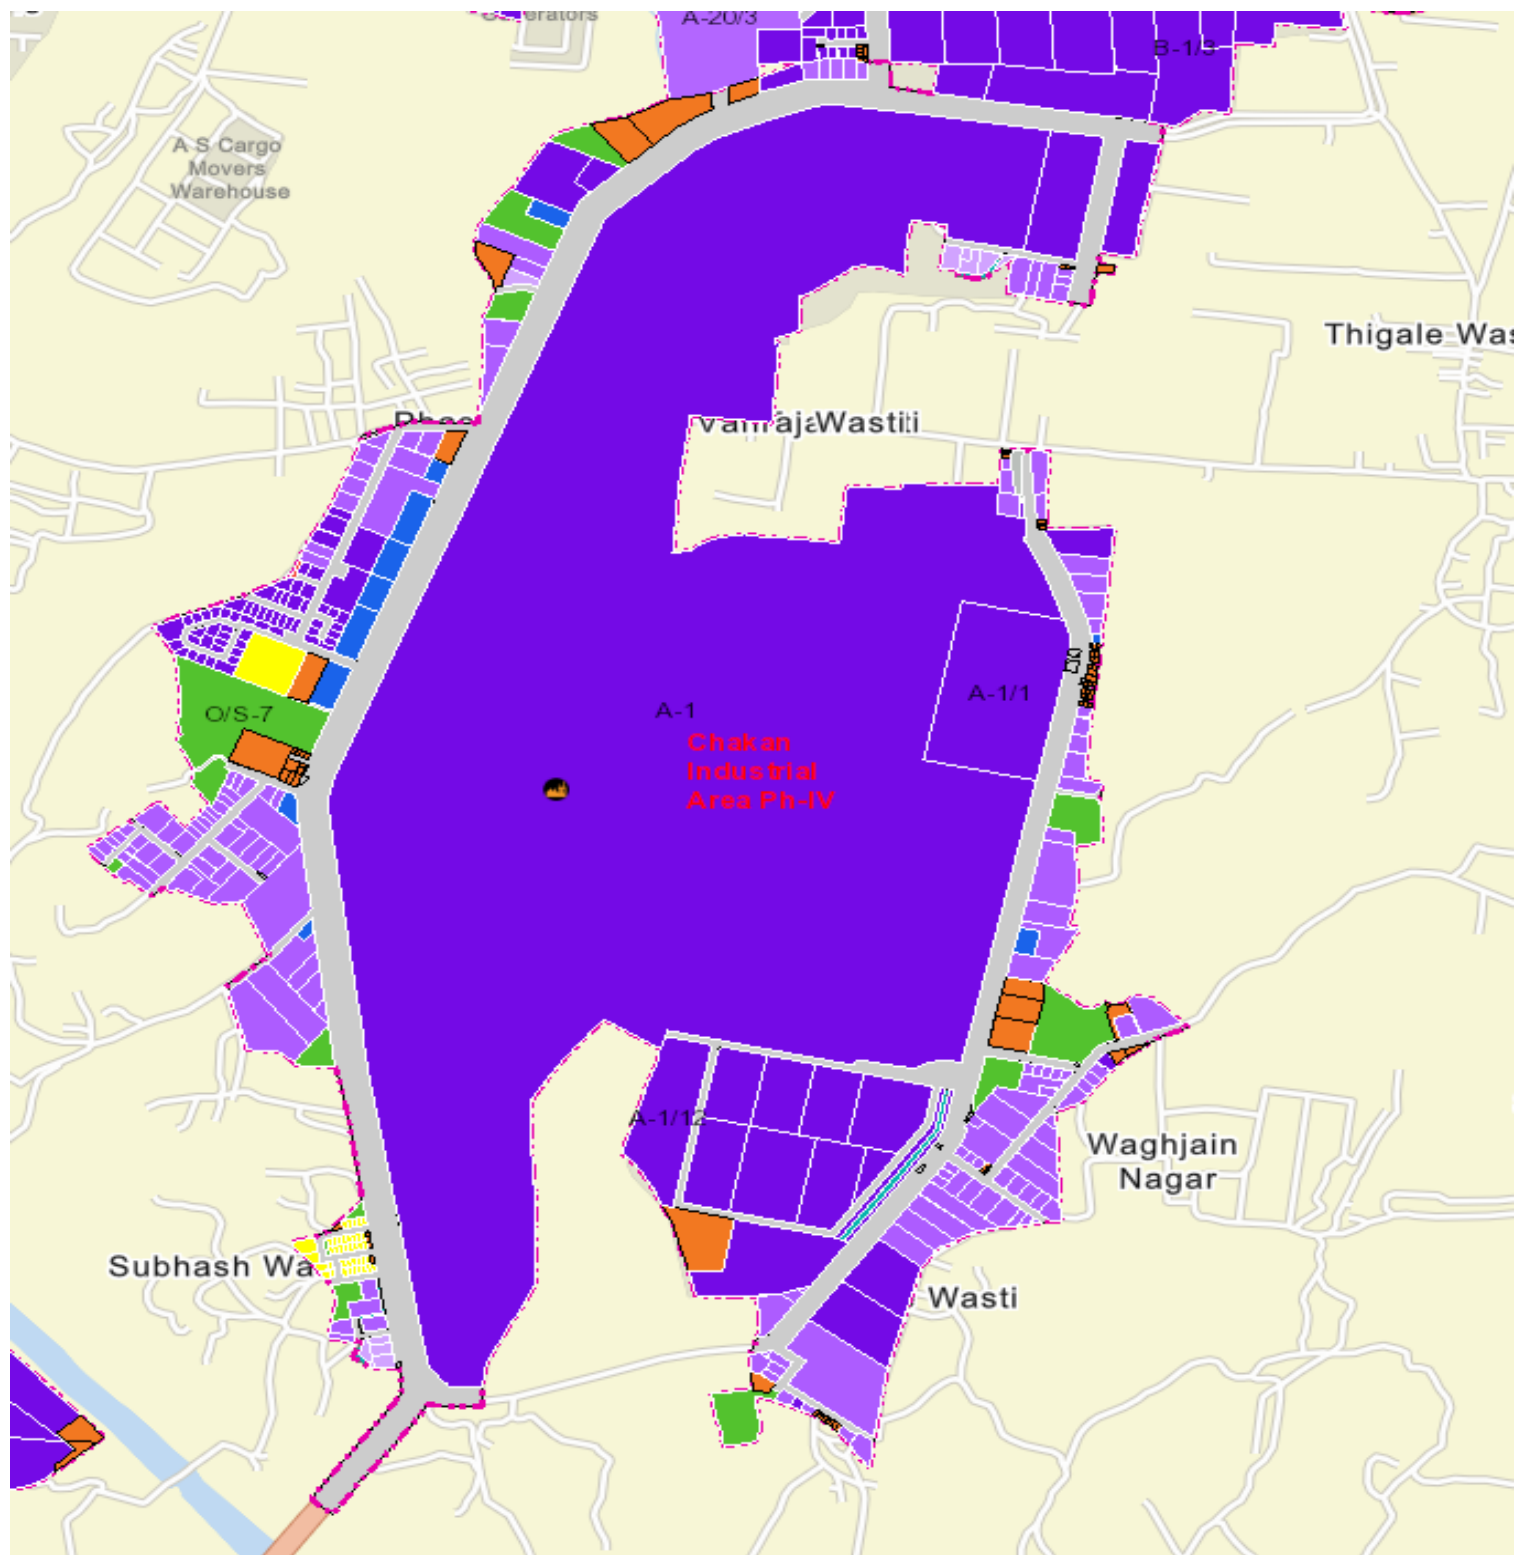 A-20/3
B-1/3
A S Cargo
Movers
Warehouse
Thigale Was
Wasti
A-1/1
O/S-7
A-1
Chakan
Industrial
Area Ph-IV
A-1/12
Waghjain
Nagar
Subhash Wa
Wasti